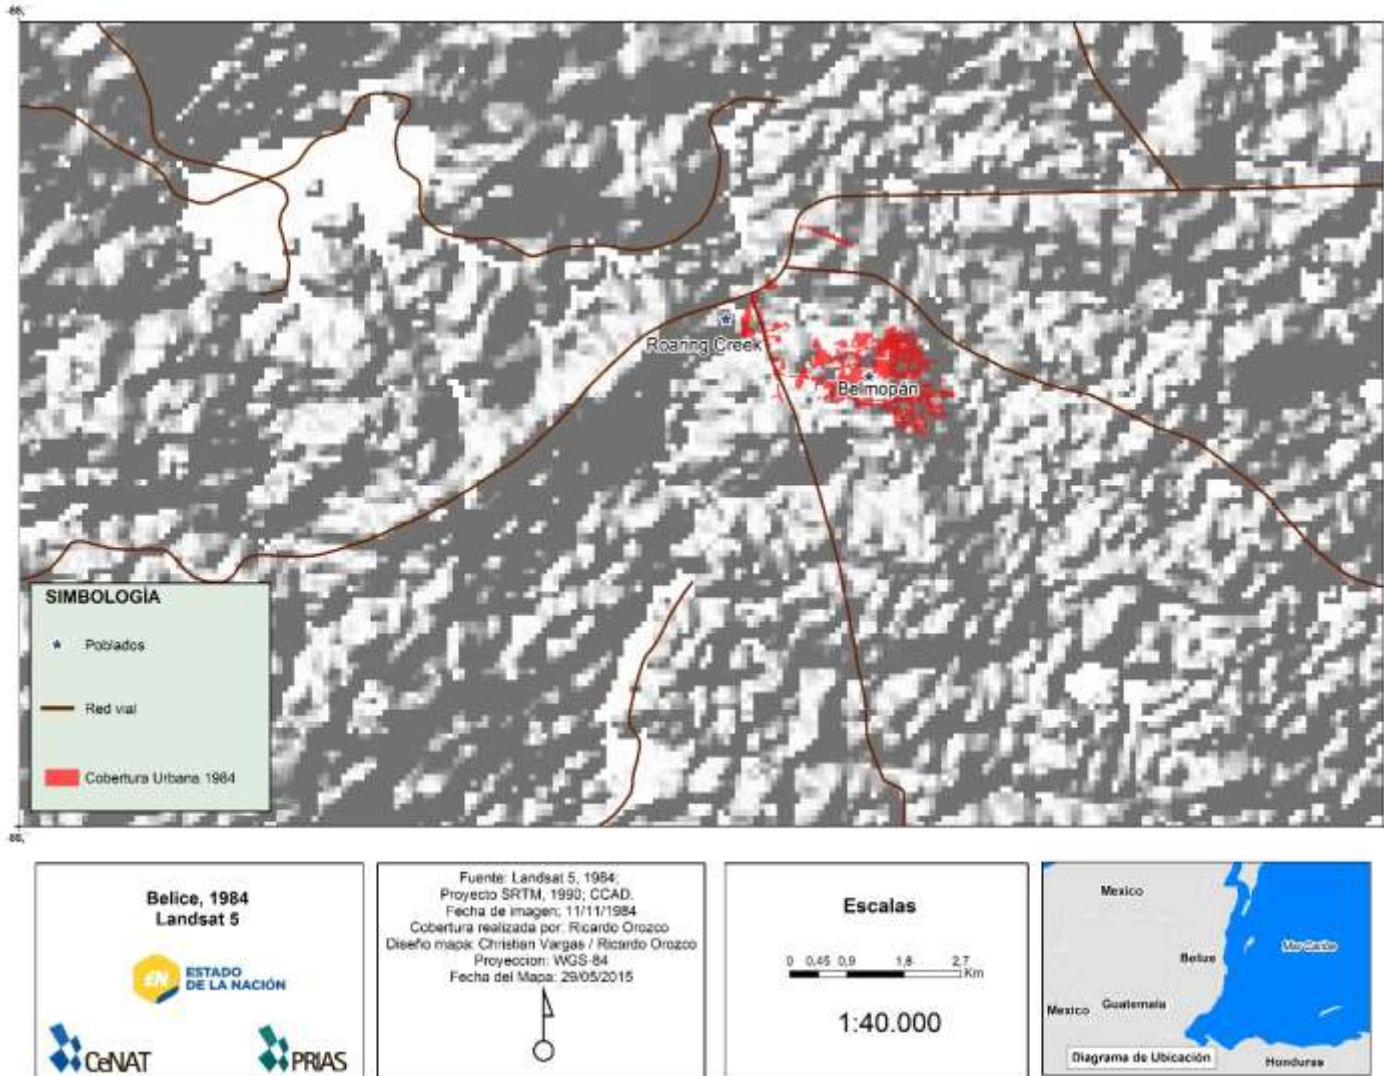 -88,
Roaring Creek
Belmopán
SIMBOLOGÍA
Poblados
Red vial
Cobertura Urbana 1984
-88,
Belice, 1984
Landsat 5
EN ESTADO
DE LA NACIÓN
CeNAT
PRIAS
Fuente: Landsat 5, 1984;
Proyecto SRTM, 1990; CCAD.
Fecha de imagen: 11/11/1984
Cobertura realizada por: Ricardo Orozco
Diseño mapa: Christian Vargas / Ricardo Orozco
Proyeccion: WGS-84
Fecha del Mapa: 29/05/2015
Escalas
0 0,45 0,9 1,8 2,7
Km
1:40.000
Mexico
Mar Caribe
Belize
Guatemala
Mexico
Diagrama de Ubicación
Honduras